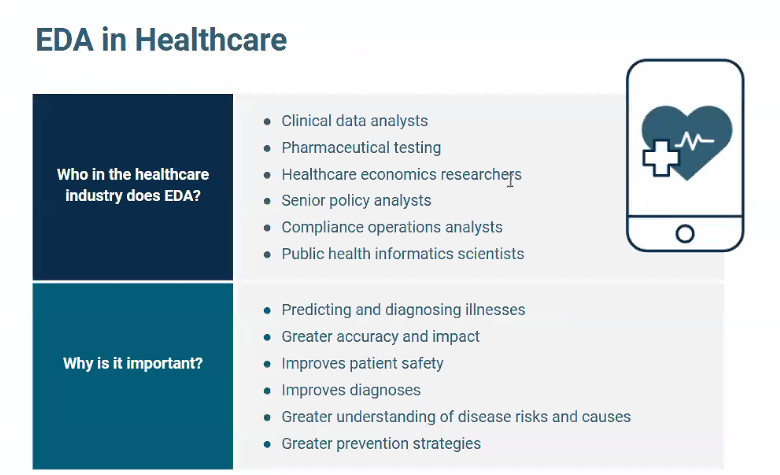 EDA in Healthcare
Who in the healthcare
industry does EDA?
● Clinical data analysts
● Pharmaceutical testing
● Healthcare economics researchers
● Senior policy analysts
● Compliance operations analysts
● Public health informatics scientists
Why is it important?
● Predicting and diagnosing illnesses
● Greater accuracy and impact
● Improves patient safety
● Improves diagnoses
● Greater understanding of disease risks and causes
● Greater prevention strategies